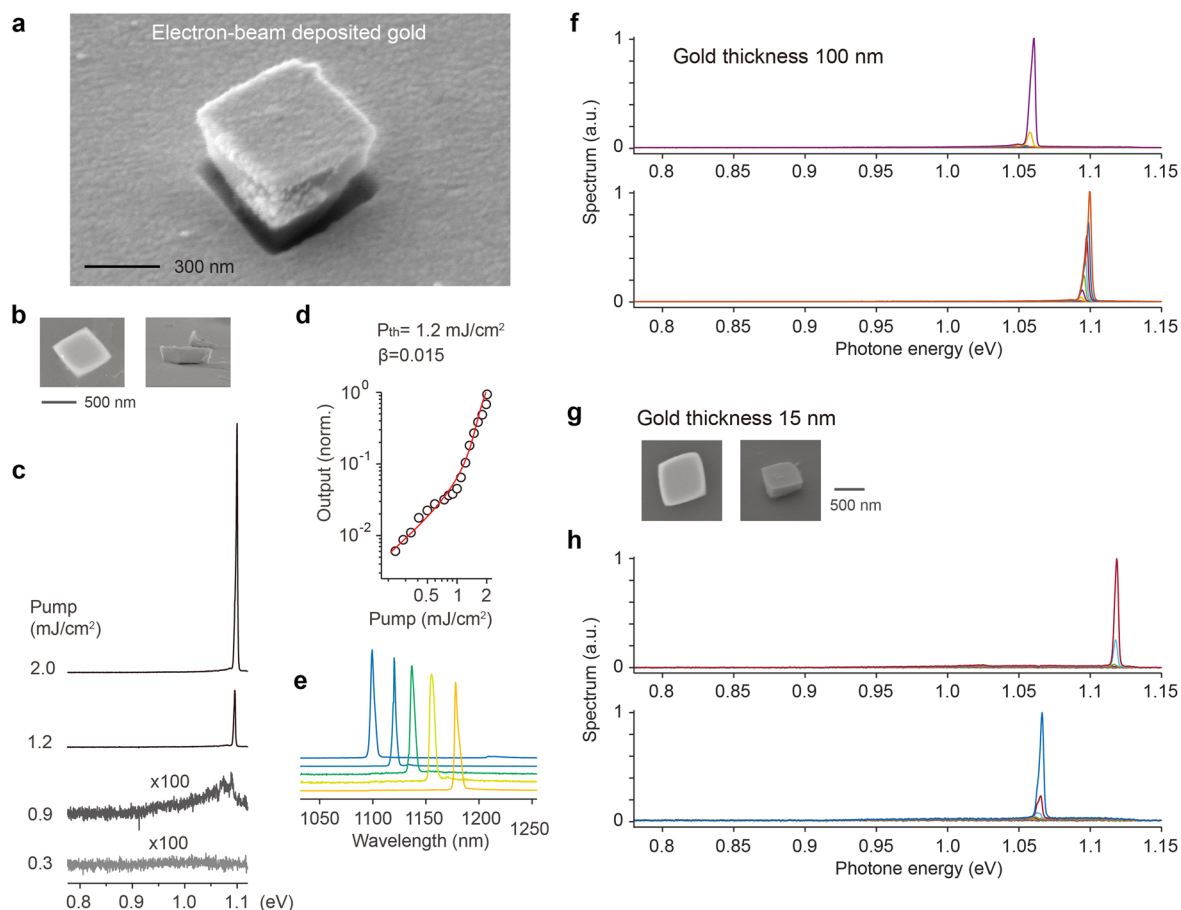 a
Electron-beam deposited gold
300 nm
b
500 nm
c
Pump
(mJ/cm²)
2.0
1.2
x100
0.9
x100
0.3
0.8 0.9 1.0 1.1 (eV)
d
Pth= 1.2 mJ/cm²
β=0.015
Output (norm.)
10⁰
10⁻¹
10⁻²
0.5 1 2
Pump (mJ/cm²)
e
1050 1100 1150 1200 1250
Wavelength (nm)
f
Gold thickness 100 nm
Spectrum (a.u.)
1
0
0.8 0.85 0.9 0.95 1.0 1.05 1.10 1.15
1
0
0.8 0.85 0.9 0.95 1.0 1.05 1.10 1.15
Photone energy (eV)
g
Gold thickness 15 nm
500 nm
h
Spectrum (a.u.)
1
0
0.8 0.85 0.9 0.95 1.0 1.05 1.10 1.15
1
0
0.8 0.85 0.9 0.95 1.0 1.05 1.10 1.15
Photone energy (eV)